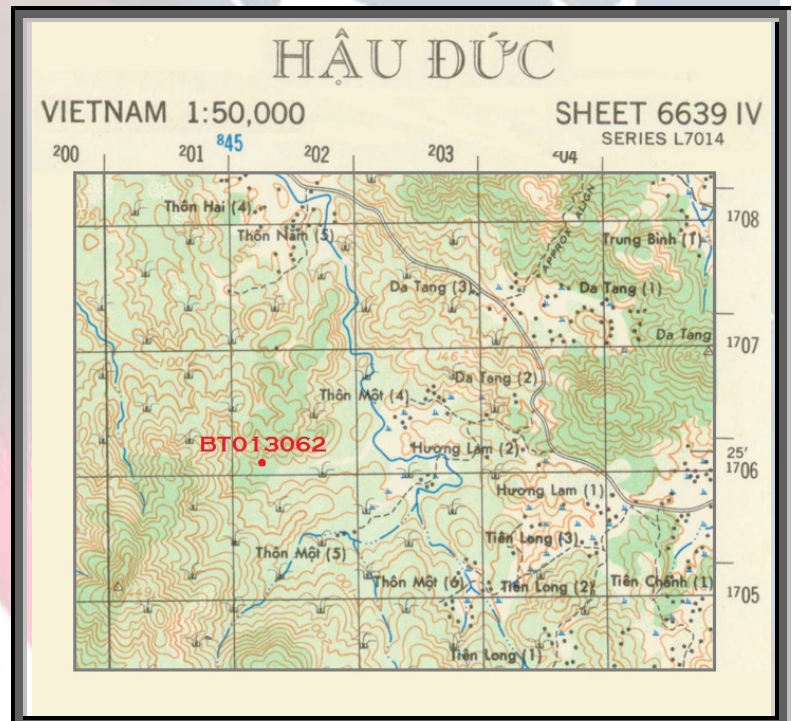 HẬU ĐỨC
VIETNAM 1:50,000
SHEET 6639 IV
SERIES L7014
845
200 201 202 203 204
Thôn Hai (4)
1708
Thôn Năm (5)
APPROX ALIGN
Trung Bình (1)
Da Tang (3)
Da Tang (1)
Da Tang
1707
146
283
100
Da Tang (2)
Thôn Một (4)
BT013062
Hương Lam (2)
25'
1706
Hương Lam (1)
Tiên Long (3)
Thôn Một (5)
Thôn Một (6)
Tiên Long (2)
Tiên Chánh (1)
449
1705
Tiên Long (1)